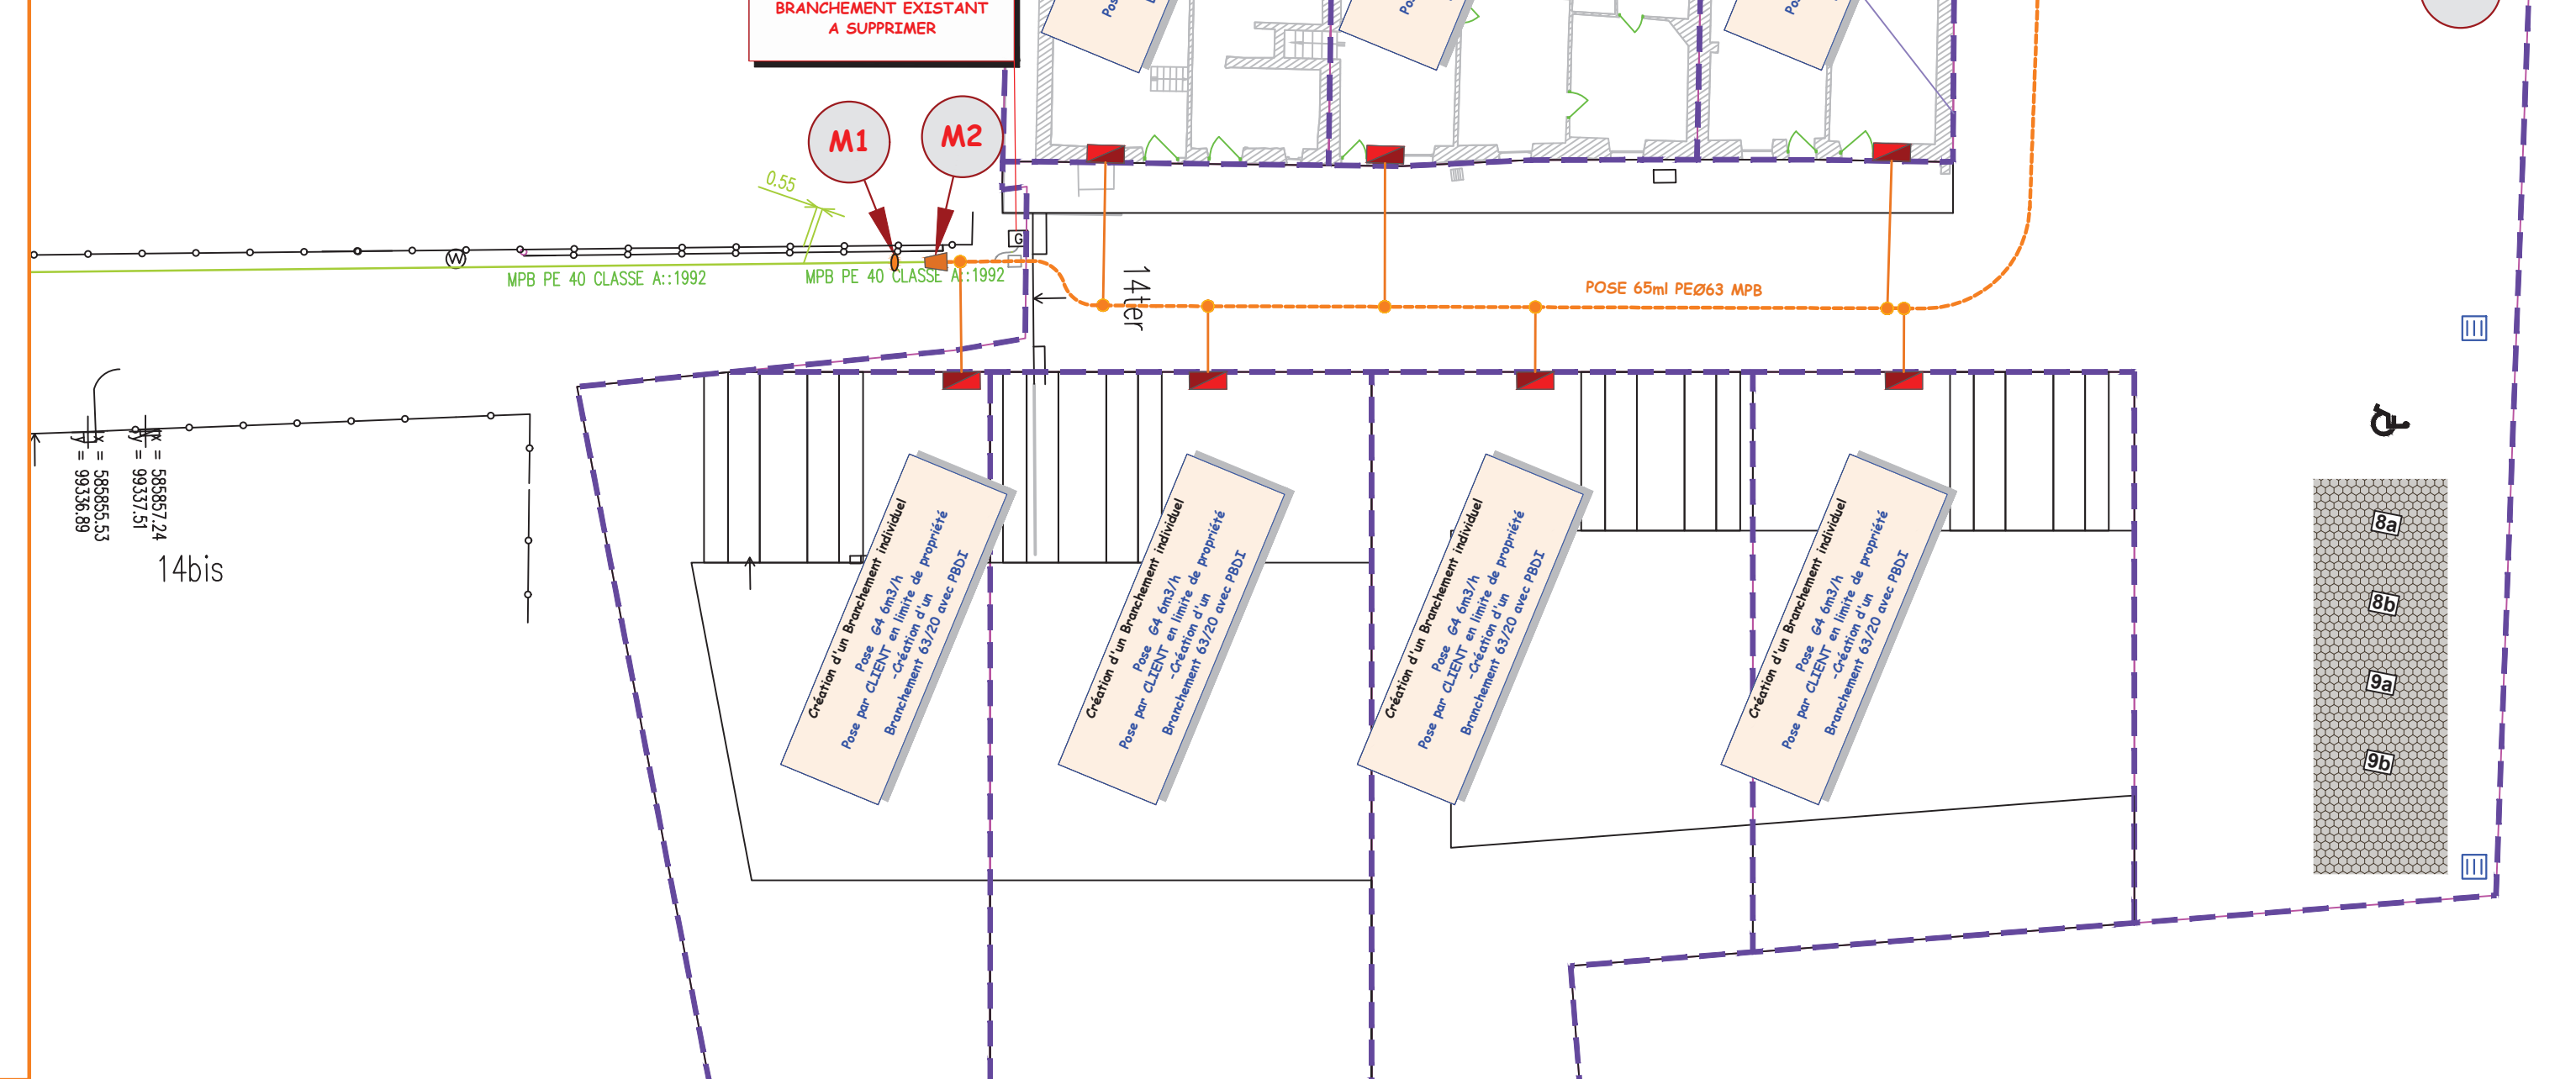 BRANCHEMENT EXISTANT
A SUPPRIMER
Pos
Pos
Pos
M1
M2
0.55
G
W
MPB PE 40 CLASSE A::1992
MPB PE 40 CLASSE A::1992
14ter
POSE 65ml PEØ63 MPB
x = 585855.53
y = 99336.89
x = 585857.24
y = 99337.51
14bis
Création d'un Branchement individuel
Pose G4 6m3/h
Pose par CLIENT en limite de propriété
-Création d'un
Branchement 63/20 avec PBDI
Création d'un Branchement individuel
Pose G4 6m3/h
Pose par CLIENT en limite de propriété
-Création d'un
Branchement 63/20 avec PBDI
Création d'un Branchement individuel
Pose G4 6m3/h
Pose par CLIENT en limite de propriété
-Création d'un
Branchement 63/20 avec PBDI
Création d'un Branchement individuel
Pose G4 6m3/h
Pose par CLIENT en limite de propriété
-Création d'un
Branchement 63/20 avec PBDI
8a
8b
9a
9b